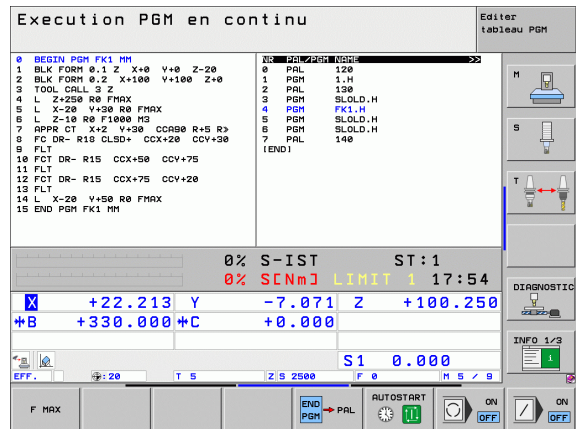 Execution PGM en continu
Editer
tableau PGM
0 BEGIN PGM FK1 MM
1 BLK FORM 0.1 Z X+0 Y+0 Z-20
2 BLK FORM 0.2 X+100 Y+100 Z+0
3 TOOL CALL 3 Z
4 L Z+250 R0 FMAX
5 L X-20 Y+30 R0 FMAX
6 L Z-10 R0 F1000 M3
7 APPR CT X+2 Y+30 CCA90 R+5 R»
8 FC DR- R18 CLSD+ CCX+20 CCY+30
9 FLT
10 FCT DR- R15 CCX+50 CCY+75
11 FLT
12 FCT DR- R15 CCX+75 CCY+20
13 FLT
14 L X-20 Y+50 R0 FMAX
15 END PGM FK1 MM
NR PAL/PGM NAME >>
0 PAL 120
1 PGM 1.H
2 PAL 130
3 PGM SLOLD.H
4 PGM FK1.H
5 PGM SLOLD.H
6 PGM SLOLD.H
7 PAL 140
[END]
M
S
T
DIAGNOSTIC
INFO 1/3
0% S-IST ST:1
0% S[Nm] LIMIT 1 17:54
X +22.213 Y -7.071 Z +100.250
B +330.000 C +0.000
S1 0.000
EFF. :20 T 5 Z S 2500 F 0 M 5 / 9
F MAX
END PGM → PAL
AUTOSTART
ON
OFF
ON
OFF